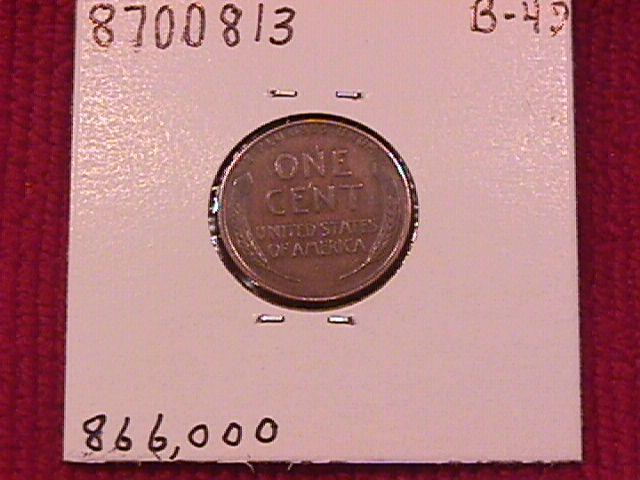 8700813 B-4
ONE
CENT
UNITED STATES
OF AMERICA
866,000